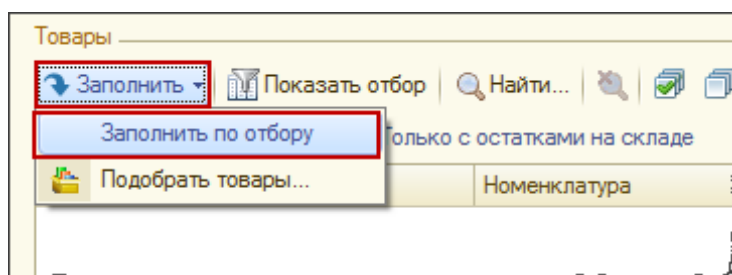 Товары
Заполнить Показать отбор Найти...
Заполнить по отбору
олько с остатками на складе
Подобрать товары...
Номенклатура